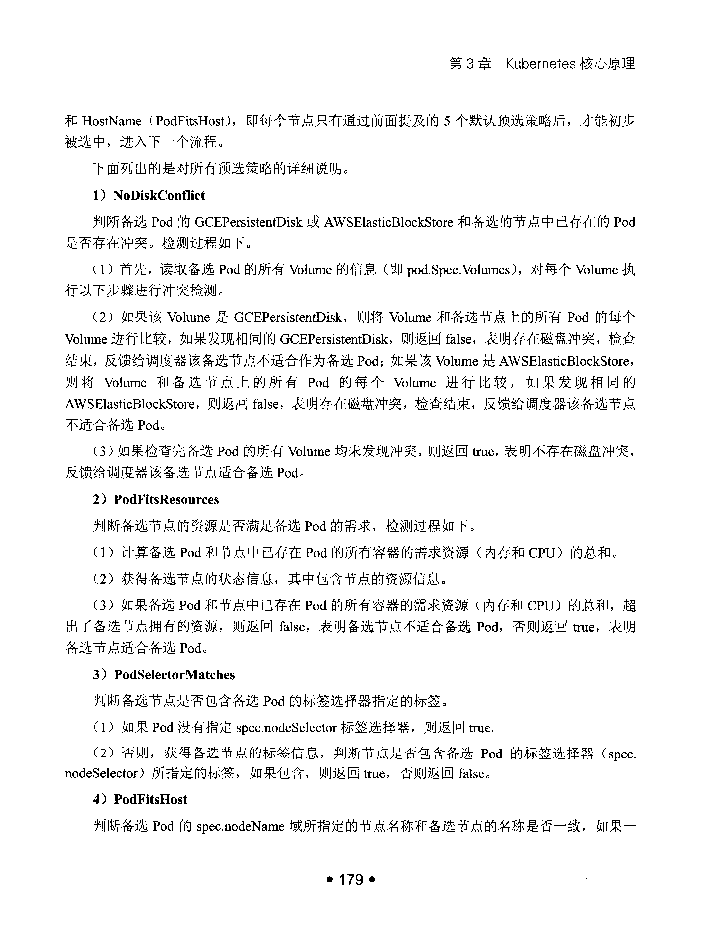 第 3 章　Kubernetes 核心原理
和 HostName（PodFitsHost），即每个节点只有通过前面提及的 5 个默认预选策略后，才能初步
被选中，进入下一个流程。
下面列出的是对所有预选策略的详细说明。
1）NoDiskConflict
判断备选 Pod 的 GCEPersistentDisk 或 AWSElasticBlockStore 和备选的节点中已存在的 Pod
是否存在冲突。检测过程如下。
（1）首先，读取备选 Pod 的所有 Volume 的信息（即 pod.Spec.Volumes），对每个 Volume 执
行以下步骤进行冲突检测。
（2）如果该 Volume 是 GCEPersistentDisk，则将 Volume 和备选节点上的所有 Pod 的每个
Volume 进行比较，如果发现相同的 GCEPersistentDisk，则返回 false，表明存在磁盘冲突，检查
结束，反馈给调度器该备选节点不适合作为备选 Pod；如果该 Volume 是 AWSElasticBlockStore，
则将 Volume 和备选节点上的所有 Pod 的每个 Volume 进行比较，如果发现相同的
AWSElasticBlockStore，则返回 false，表明存在磁盘冲突，检查结束，反馈给调度器该备选节点
不适合备选 Pod。
（3）如果检查完备选 Pod 的所有 Volume 均未发现冲突，则返回 true，表明不存在磁盘冲突，
反馈给调度器该备选节点适合备选 Pod。
2）PodFitsResources
判断备选节点的资源是否满足备选 Pod 的需求，检测过程如下。
（1）计算备选 Pod 和节点中已存在 Pod 的所有容器的需求资源（内存和 CPU）的总和。
（2）获得备选节点的状态信息，其中包含节点的资源信息。
（3）如果备选 Pod 和节点中已存在 Pod 的所有容器的需求资源（内存和 CPU）的总和，超
出了备选节点拥有的资源，则返回 false，表明备选节点不适合备选 Pod，否则返回 true，表明
备选节点适合备选 Pod。
3）PodSelectorMatches
判断备选节点是否包含备选 Pod 的标签选择器指定的标签。
（1）如果 Pod 没有指定 spec.nodeSelector 标签选择器，则返回 true。
（2）否则，获得备选节点的标签信息，判断节点是否包含备选 Pod 的标签选择器（spec.
nodeSelector）所指定的标签，如果包含，则返回 true，否则返回 false。
4）PodFitsHost
判断备选 Pod 的 spec.nodeName 域所指定的节点名称和备选节点的名称是否一致，如果一
• 179 •